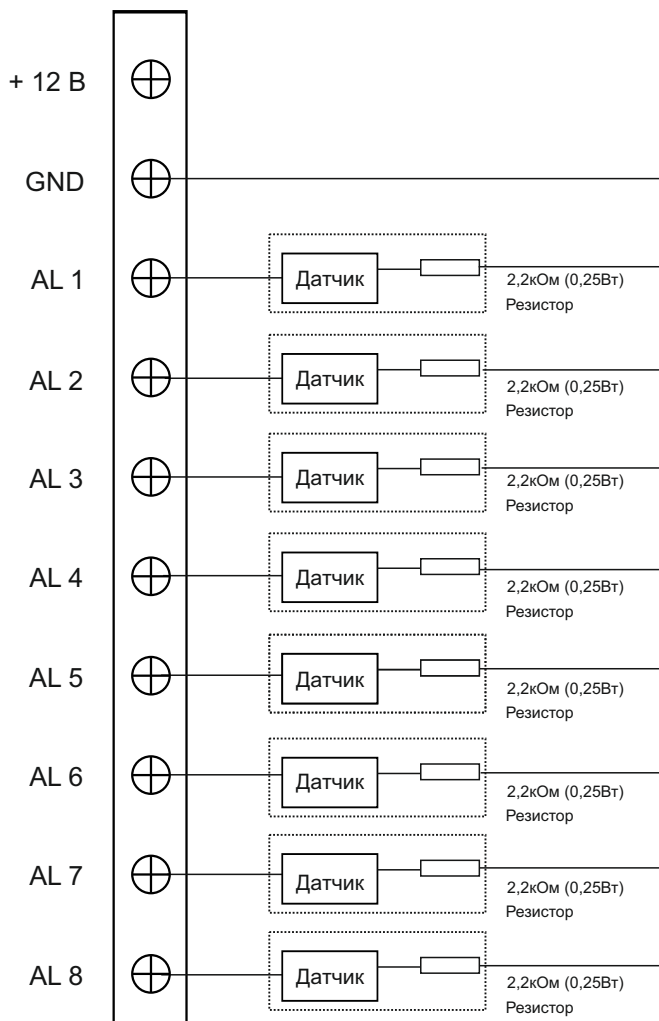 + 12 В
GND
AL 1
Датчик
2,2кОм (0,25Вт)
Резистор
AL 2
Датчик
2,2кОм (0,25Вт)
Резистор
AL 3
Датчик
2,2кОм (0,25Вт)
Резистор
AL 4
Датчик
2,2кОм (0,25Вт)
Резистор
AL 5
Датчик
2,2кОм (0,25Вт)
Резистор
AL 6
Датчик
2,2кОм (0,25Вт)
Резистор
AL 7
Датчик
2,2кОм (0,25Вт)
Резистор
AL 8
Датчик
2,2кОм (0,25Вт)
Резистор